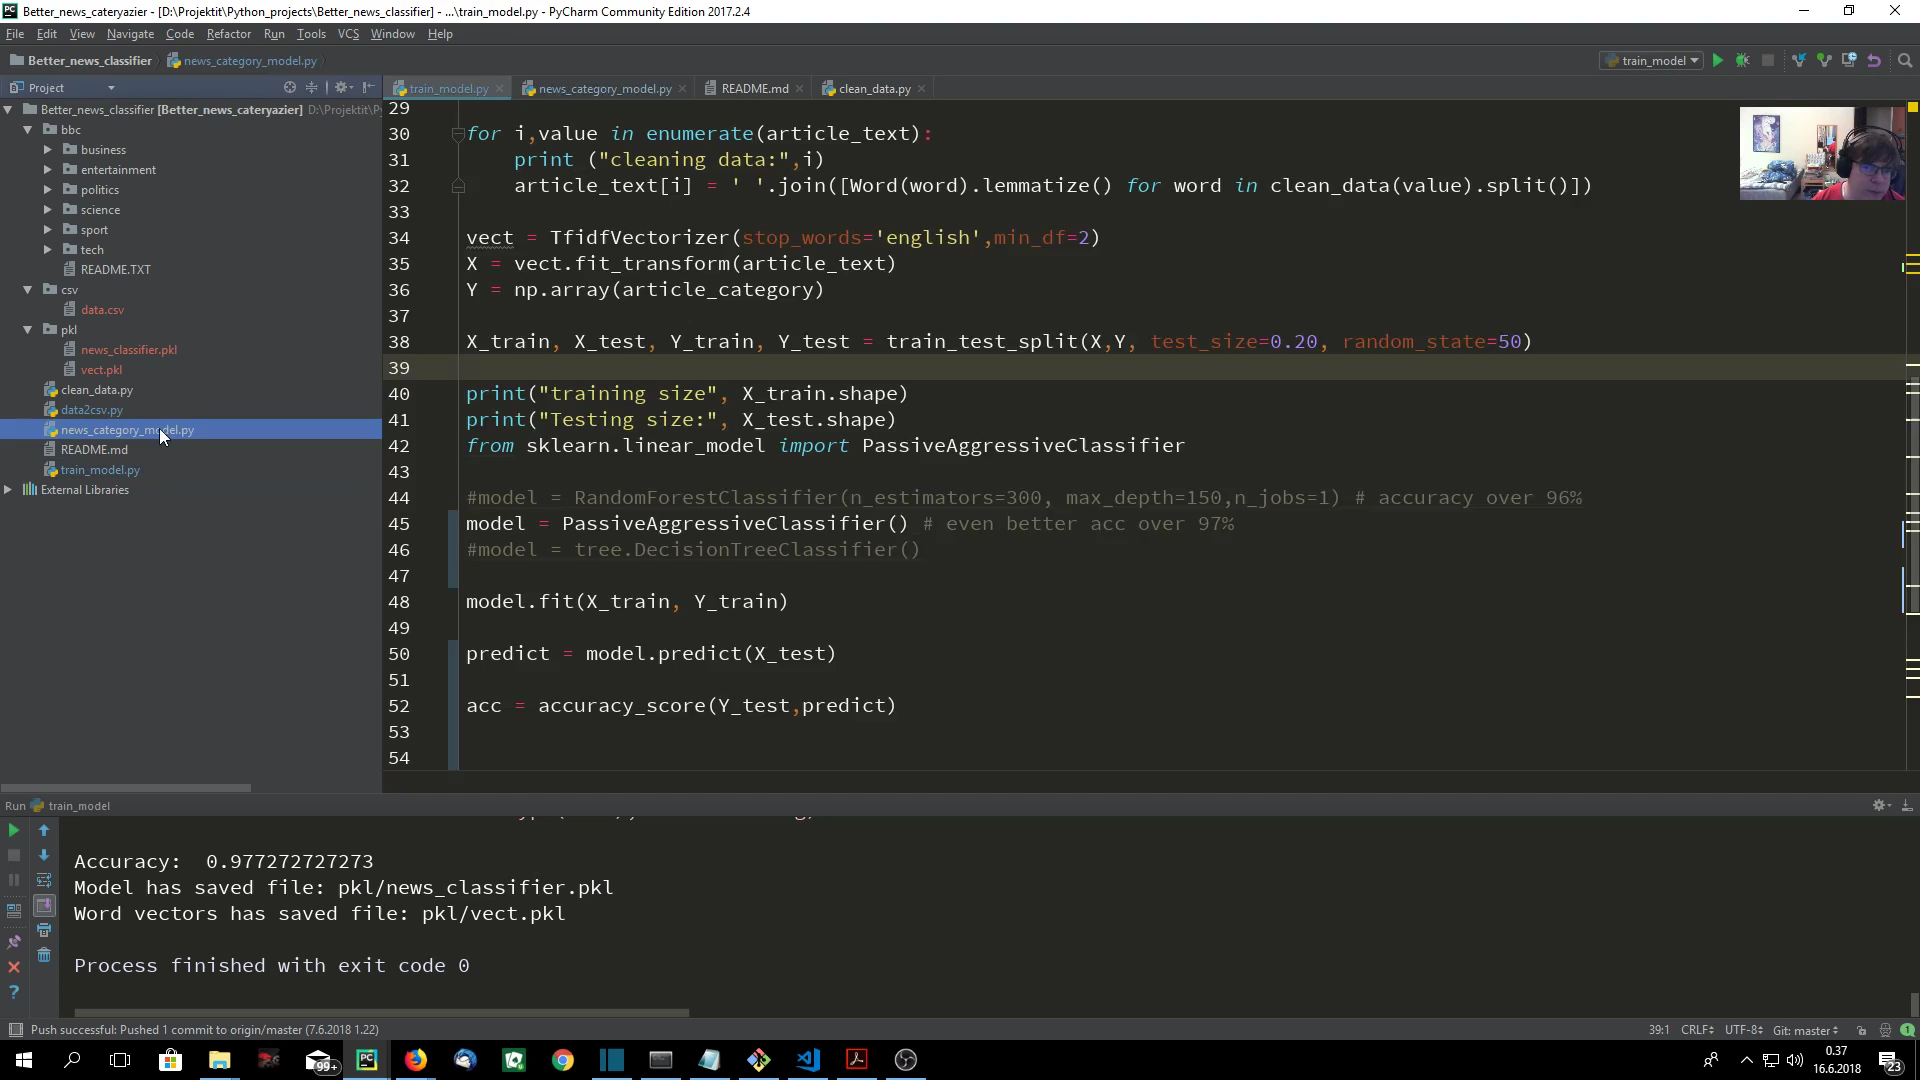 Better_news_cateryazier - [D:\Projektit\Python_projects\Better_news_classifier] - ...\train_model.py - PyCharm Community Edition 2017.2.4
File Edit View Navigate Code Refactor Run Tools VCS Window Help
Better_news_classifier news_category_model.py train_model
Project train_model.py news_category_model.py README.md clean_data.py
Better_news_classifier [Better_news_cateryazier] D:\Projektit\P
bbc
business
entertainment
politics
science
sport
tech
README.TXT
csv
data.csv
pkl
news_classifier.pkl
vect.pkl
clean_data.py
data2csv.py
news_category_model.py
README.md
train_model.py
External Libraries
29
30 for i,value in enumerate(article_text):
31 print ("cleaning data:",i)
32 article_text[i] = ' '.join([Word(word).lemmatize() for word in clean_data(value).split()])
33
34 vect = TfidfVectorizer(stop_words='english',min_df=2)
35 X = vect.fit_transform(article_text)
36 Y = np.array(article_category)
37
38 X_train, X_test, Y_train, Y_test = train_test_split(X,Y, test_size=0.20, random_state=50)
39
40 print("training size", X_train.shape)
41 print("Testing size:", X_test.shape)
42 from sklearn.linear_model import PassiveAggressiveClassifier
43
44 #model = RandomForestClassifier(n_estimators=300, max_depth=150,n_jobs=1) # accuracy over 96%
45 model = PassiveAggressiveClassifier() # even better acc over 97%
46 #model = tree.DecisionTreeClassifier()
47
48 model.fit(X_train, Y_train)
49
50 predict = model.predict(X_test)
51
52 acc = accuracy_score(Y_test,predict)
53
54
Run train_model
Accuracy:  0.977272727273
Model has saved file: pkl/news_classifier.pkl
Word vectors has saved file: pkl/vect.pkl
Process finished with exit code 0
Push successful: Pushed 1 commit to origin/master (7.6.2018 1.22) 39:1 CRLF UTF-8 Git: master 1
99+ 0.37
16.6.2018 23